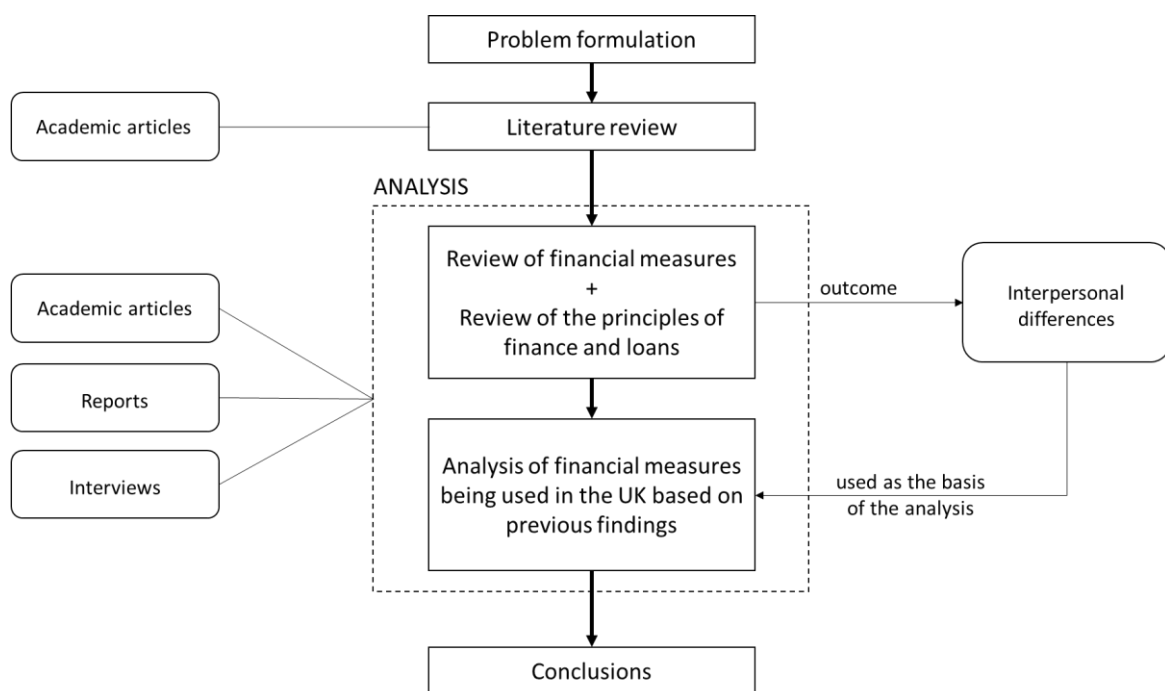 Problem formulation
Academic articles
Literature review
ANALYSIS
Review of financial measures
+
Review of the principles of
finance and loans
outcome
Interpersonal
differences
Academic articles
Reports
Interviews
Analysis of financial measures
being used in the UK based on
previous findings
used as the basis
of the analysis
Conclusions